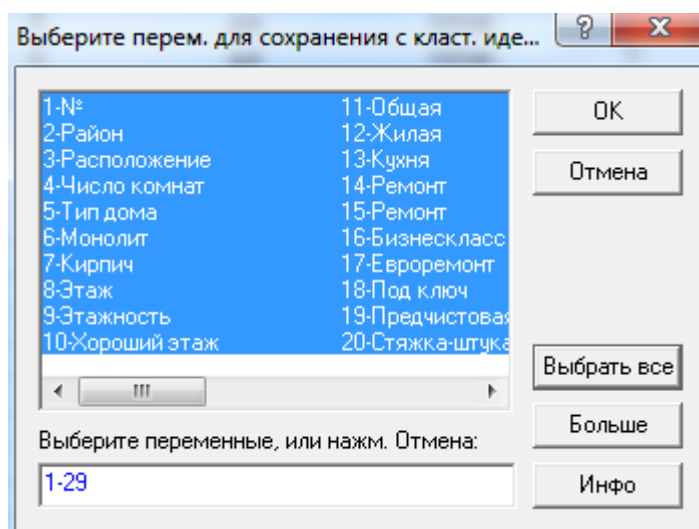 Выберите перем. для сохранения с класт. иде...
1-№
2-Район
3-Расположение
4-Число комнат
5-Тип дома
6-Монолит
7-Кирпич
8-Этаж
9-Этажность
10-Хороший этаж
11-Общая
12-Жилая
13-Кухня
14-Ремонт
15-Ремонт
16-Бизнескласс
17-Евроремонт
18-Под ключ
19-Предчистовая
20-Стяжка-штука
OK
Отмена
Выбрать все
Больше
Инфо
Выберите переменные, или нажм. Отмена:
1-29